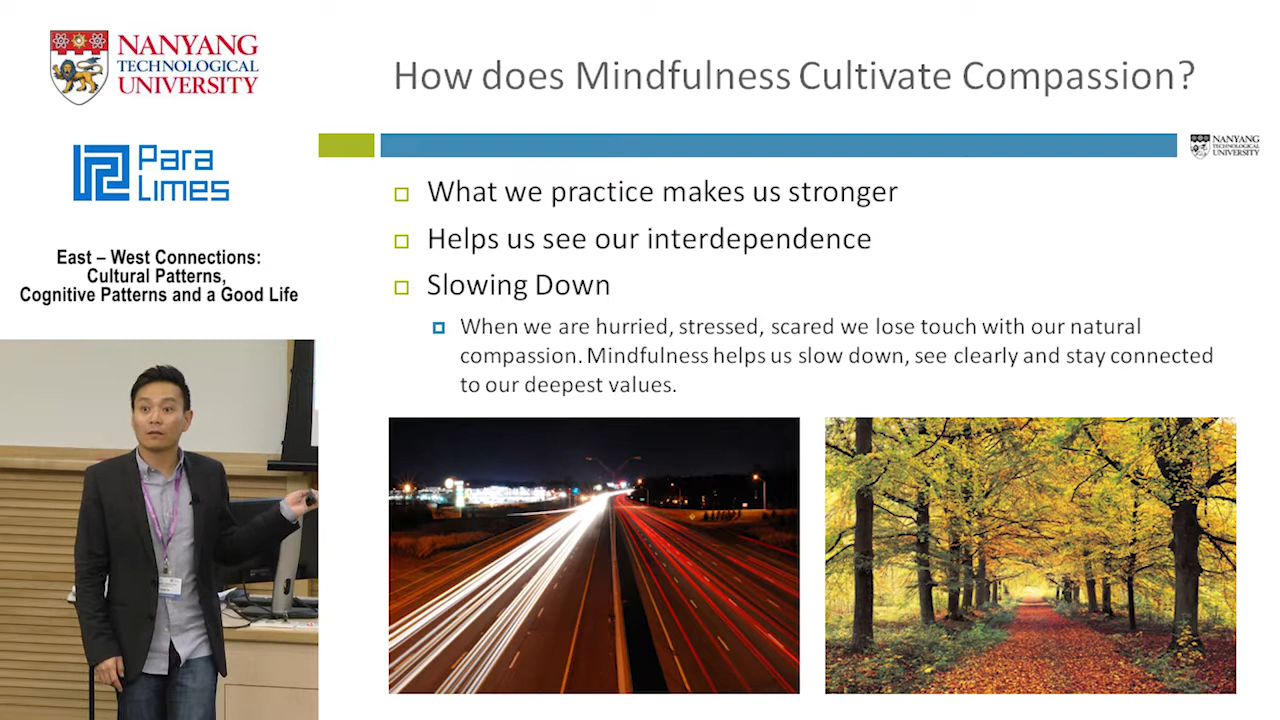 NANYANG
TECHNOLOGICAL
UNIVERSITY
Para
Limes
East – West Connections:
Cultural Patterns,
Cognitive Patterns and a Good Life
How does Mindfulness Cultivate Compassion?
NANYANG
TECHNOLOGICAL
UNIVERSITY
What we practice makes us stronger
Helps us see our interdependence
Slowing Down
When we are hurried, stressed, scared we lose touch with our natural
compassion. Mindfulness helps us slow down, see clearly and stay connected
to our deepest values.